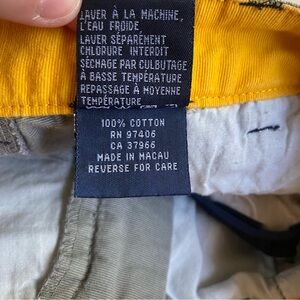 LAVER À LA MACHINE,
L'EAU FROIDE,
LAVER SÉPARÉMENT
CHLORURE INTERDIT
SÉCHAGE PAR CULBUTAGE
À BASSE TEMPÉRATURE
REPASSAGE À MOYENNE
TEMPÉRATURE
100% COTTON
RN 97406
CA 37966
MADE IN MACAU
REVERSE FOR CARE